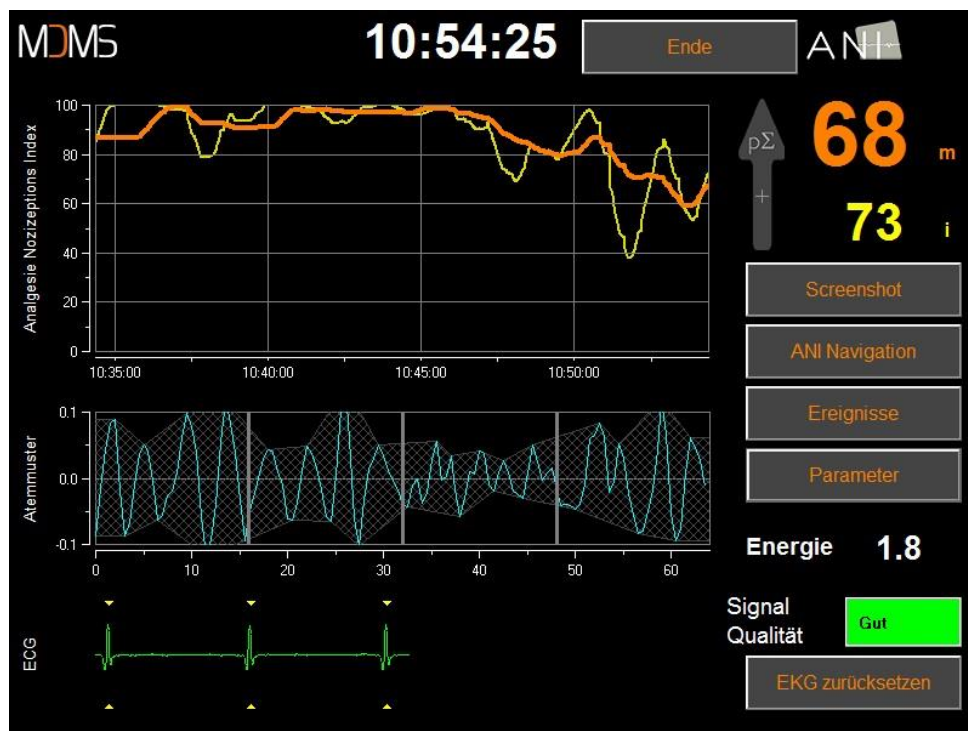 MDMS
10:54:25
Ende
ANI
Analgesie Nozizeptions Index
100
80
60
40
20
0
10:35:00 10:40:00 10:45:00 10:50:00
pΣ
+
68 m
73 i
Screenshot
ANI Navigation
Ereignisse
Parameter
Atemmuster
0.1
0.0
-0.1
0 10 20 30 40 50 60
Energie 1.8
ECG
Signal
Qualität
Gut
EKG zurücksetzen